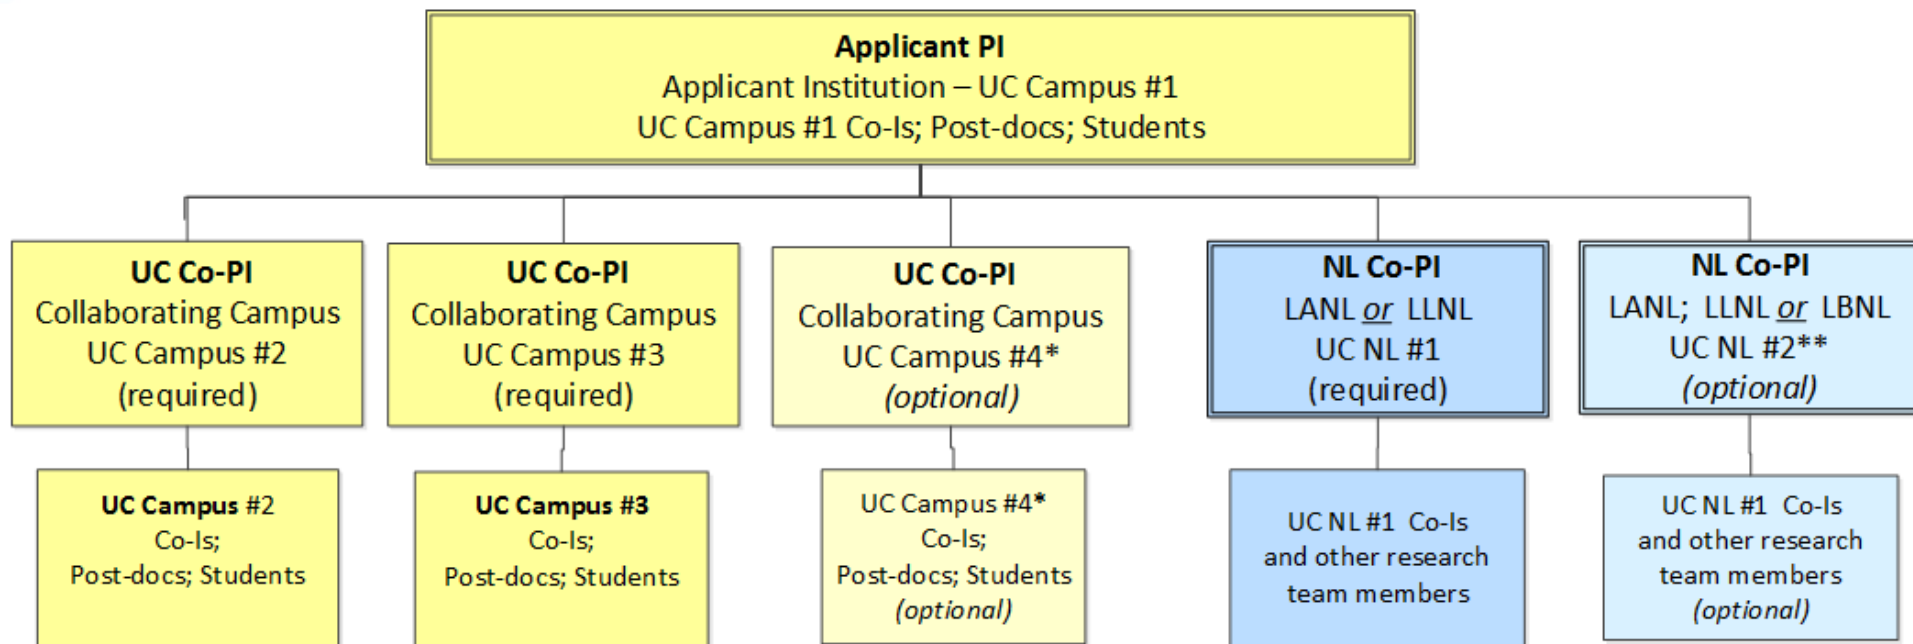 Applicant PI
Applicant Institution – UC Campus #1
UC Campus #1 Co-Is; Post-docs; Students
UC Co-PI
Collaborating Campus
UC Campus #2
(required)
UC Co-PI
Collaborating Campus
UC Campus #3
(required)
UC Co-PI
Collaborating Campus
UC Campus #4*
(optional)
NL Co-PI
LANL or LLNL
UC NL #1
(required)
NL Co-PI
LANL; LLNL or LBNL
UC NL #2**
(optional)
UC Campus #2
Co-Is;
Post-docs; Students
UC Campus #3
Co-Is;
Post-docs; Students
UC Campus #4*
Co-Is;
Post-docs; Students
(optional)
UC NL #1 Co-Is
and other research
team members
UC NL #1 Co-Is
and other research
team members
(optional)